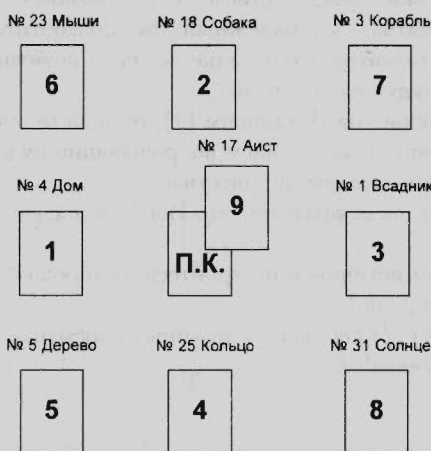 № 23 Мыши № 18 Собака № 3 Корабль
6 2 7
№ 17 Аист
№ 4 Дом № 1 Всадник
9
1 П.К. 3
№ 5 Дерево № 25 Кольцо № 31 Солнце
5 4 8